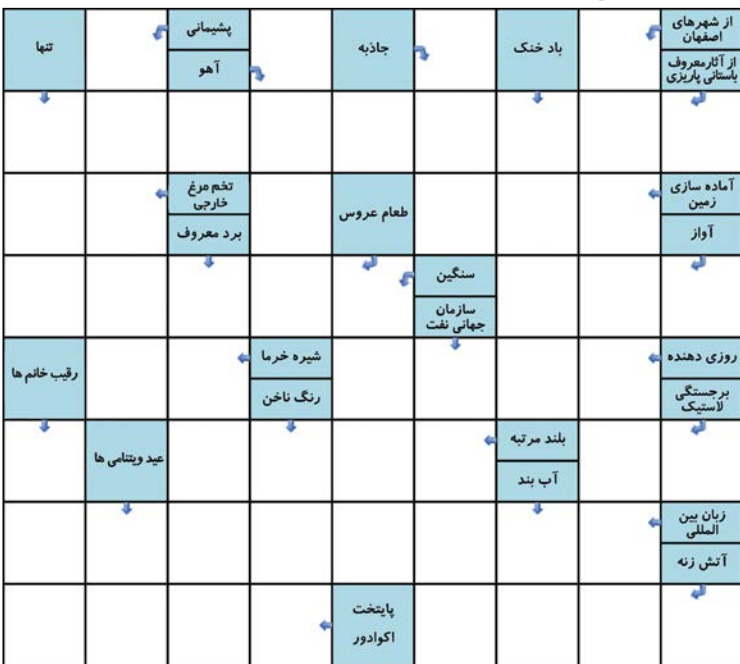 از شهرهای
اصفهان
از آثارمعروف
باستانی پاریزی
باد خنک
جاذبه
پشیمانی
آهو
تنها
آماده سازی
زمین
آواز
طعام عروس
تخم مرغ
خارجی
برد معروف
سنگین
سازمان
جهانی نفت
روزی دهنده
برجستگی
لاستیک
شیره خرما
رنگ ناخن
رقیب خانم ها
بلند مرتبه
آب بند
عید ویتنامی ها
زبان بین
المللی
آتش زنه
پایتخت
اکوادور